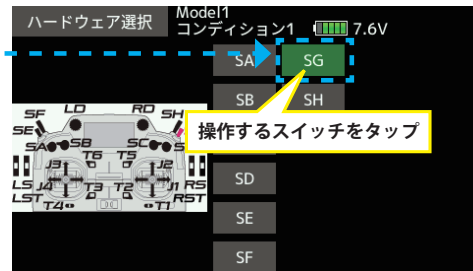 ハードウェア選択
Model1
コンディション1 7.6V
SA SG
SB SH
操作するスイッチをタップ
SD
SE
SF
SF LD RD SH
SE
SA SB SC S
T6 T5
J3 J2
LS J4 T3 T2 J1 RS
LST T4 T1 RST